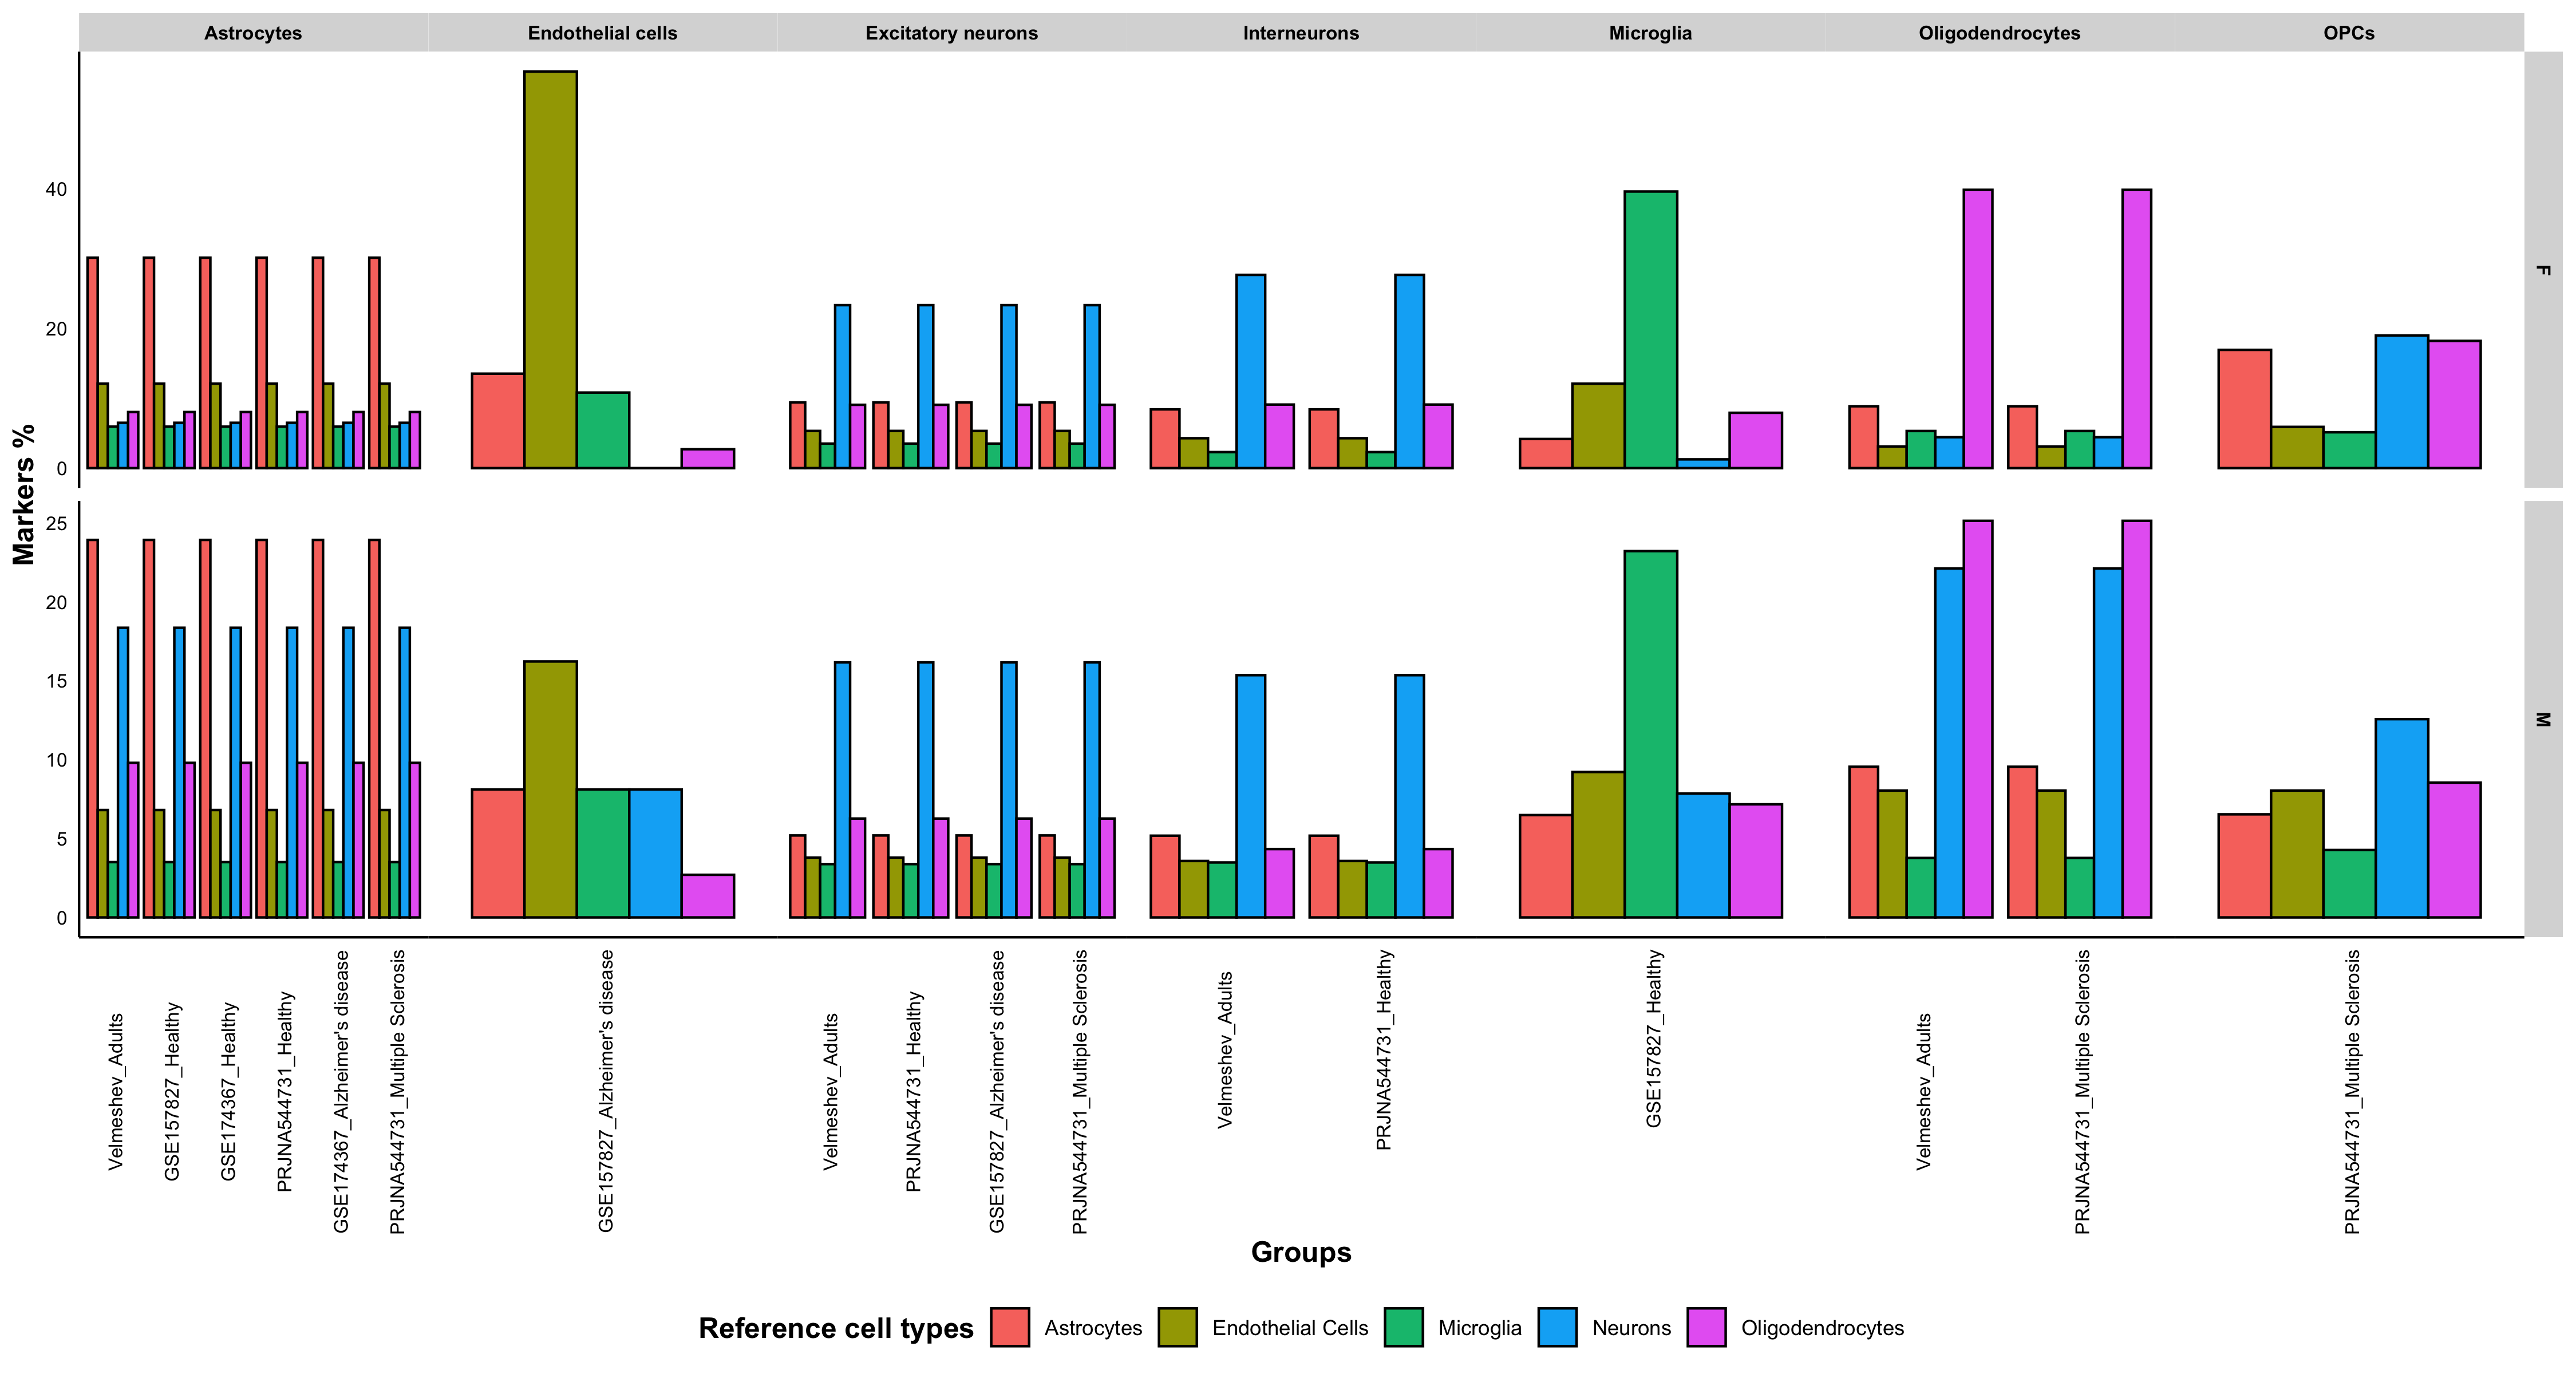 Astrocytes Endothelial cells Excitatory neurons Interneurons Microglia Oligodendrocytes OPCs
Markers %
40
20
0
F
25
20
15
10
5
0
M
Velmeshev_Adults
GSE157827_Healthy
GSE174367_Healthy
PRJNA544731_Healthy
GSE174367_Alzheimer's disease
PRJNA544731_Multiple Sclerosis
GSE157827_Alzheimer's disease
Velmeshev_Adults
PRJNA544731_Healthy
GSE157827_Alzheimer's disease
PRJNA544731_Multiple Sclerosis
Velmeshev_Adults
PRJNA544731_Healthy
GSE157827_Healthy
Velmeshev_Adults
PRJNA544731_Multiple Sclerosis
PRJNA544731_Multiple Sclerosis
Groups
Reference cell types Astrocytes Endothelial Cells Microglia Neurons Oligodendrocytes